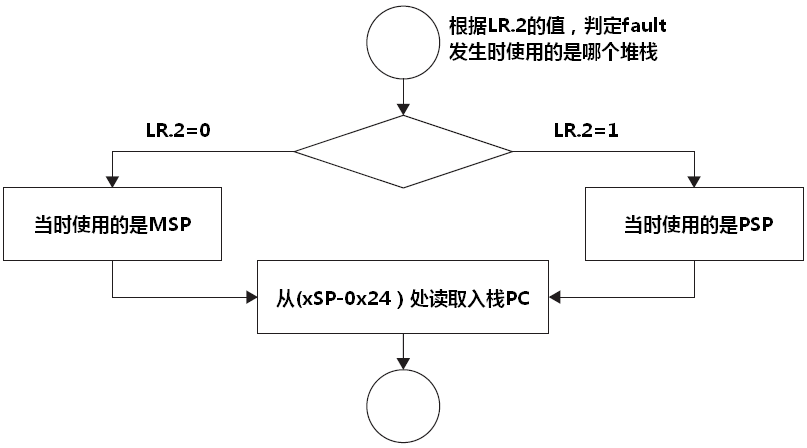 根据LR.2的值，判定fault
发生时使用的是哪个堆栈
LR.2=0
LR.2=1
当时使用的是MSP
当时使用的是PSP
从(xSP-0x24）处读取入栈PC